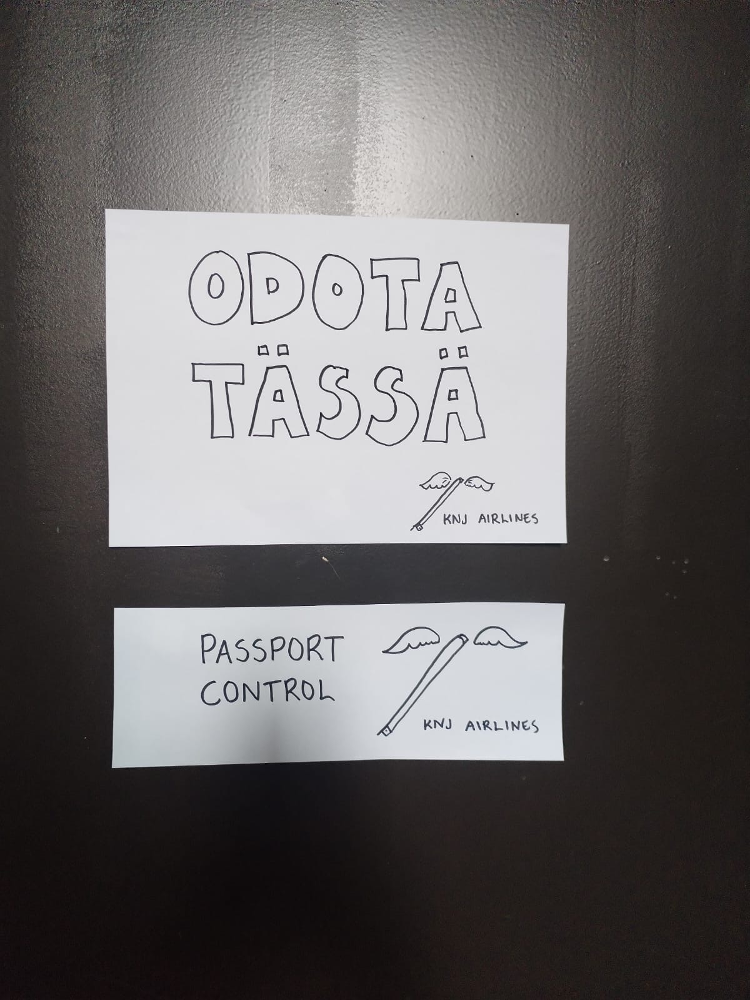 ODOTA
TÄSSÄ
KNJ AIRLINES
PASSPORT
CONTROL
KNJ AIRLINES